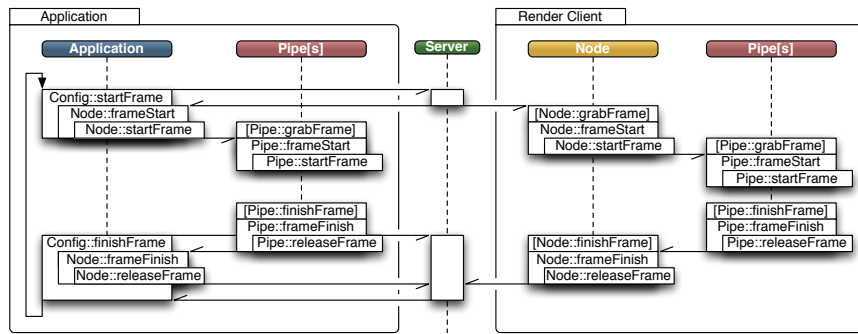 Application
Render Client
Application
Pipe[s]
Server
Node
Pipe[s]
Config::startFrame
Node::frameStart
Node::startFrame
[Pipe::grabFrame]
Pipe::frameStart
Pipe::startFrame
[Node::grabFrame]
Node::frameStart
Node::startFrame
[Pipe::grabFrame]
Pipe::frameStart
Pipe::startFrame
[Pipe::finishFrame]
Pipe::frameFinish
Pipe::releaseFrame
[Pipe::finishFrame]
Pipe::frameFinish
Pipe::releaseFrame
Config::finishFrame
Node::frameFinish
Node::releaseFrame
[Node::finishFrame]
Node::frameFinish
Node::releaseFrame